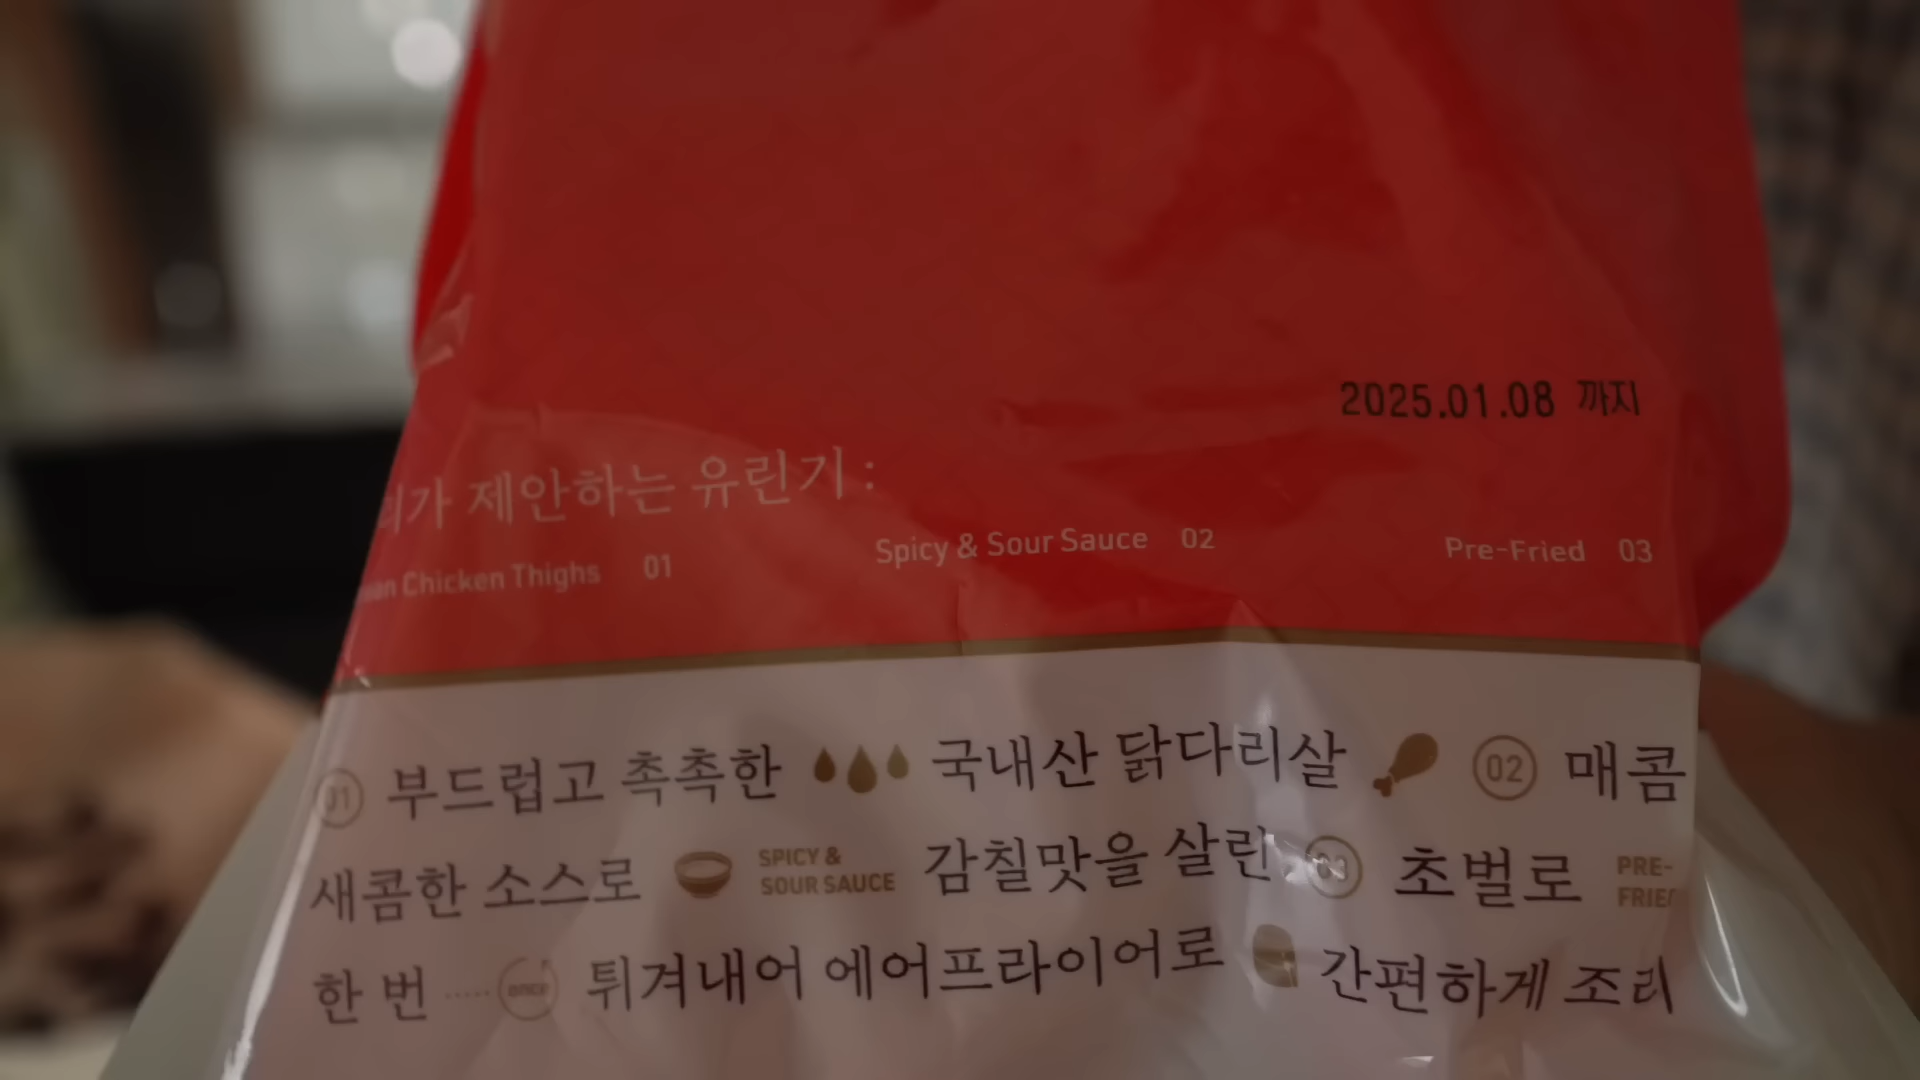 2025.01.08 까지
제안하는 유린기 :
Chicken Thighs 01
Spicy & Sour Sauce 02
Pre-Fried 03
01 부드럽고 촉촉한 국내산 닭다리살 02 매콤
새콤한 소스로 SPICY & SOUR SAUCE 감칠맛을 살린 03 초벌로 PRE-
한 번 once 튀겨내어 에어프라이어로 간편하게 조리